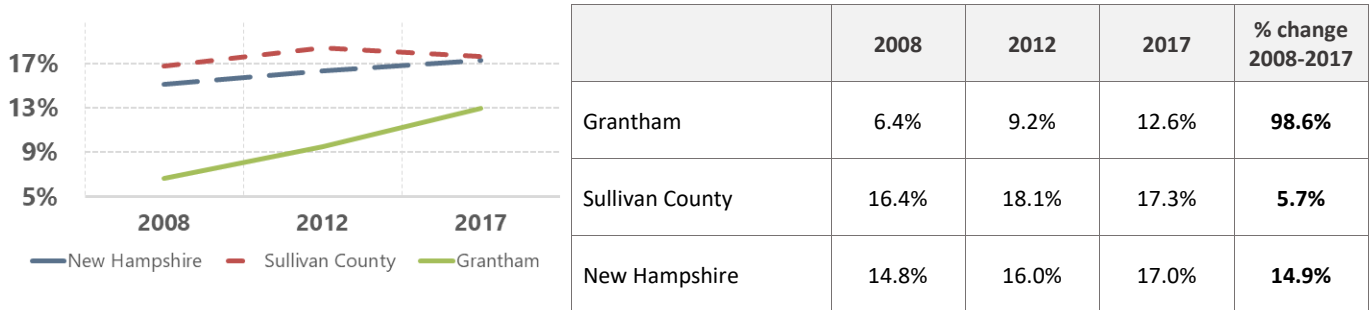 17%
13%
9%
5%
2008 2012 2017
New Hampshire Sullivan County Grantham
2008 2012 2017 % change
2008-2017
Grantham 6.4% 9.2% 12.6% 98.6%
Sullivan County 16.4% 18.1% 17.3% 5.7%
New Hampshire 14.8% 16.0% 17.0% 14.9%